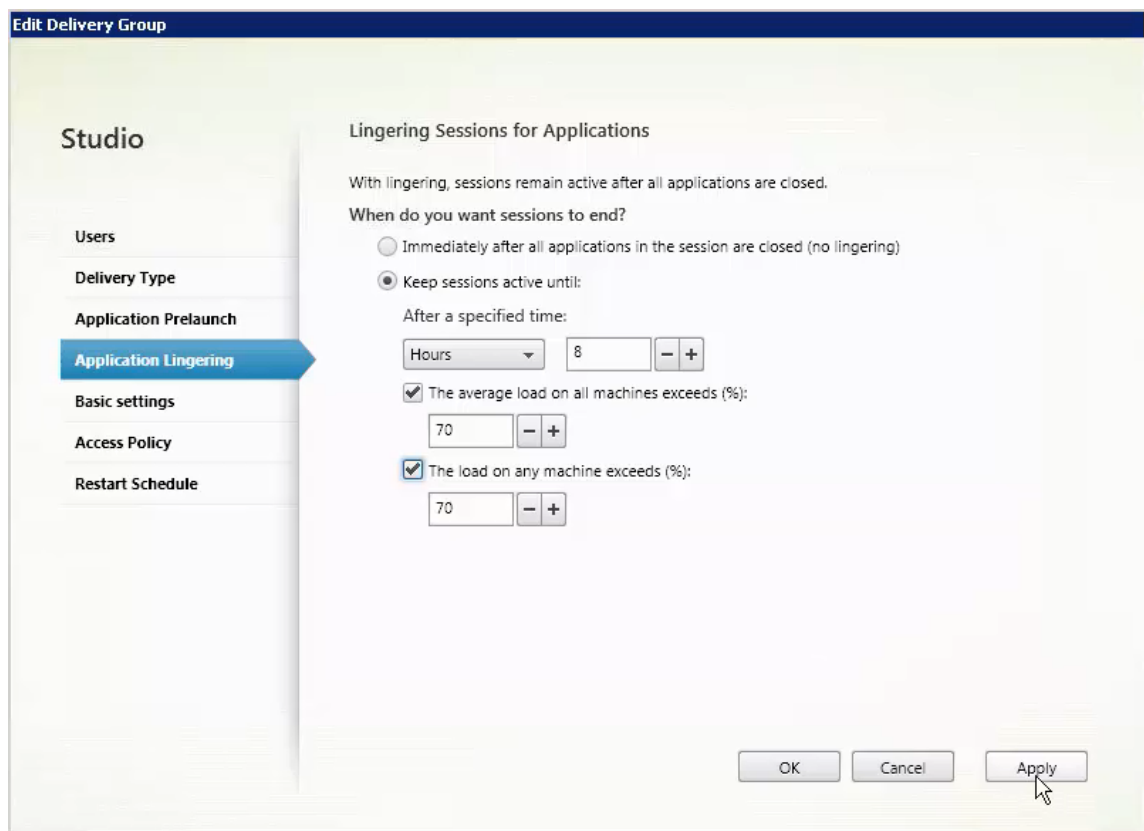 Edit Delivery Group
Studio
Users
Delivery Type
Application Prelaunch
Application Lingering
Basic settings
Access Policy
Restart Schedule
Lingering Sessions for Applications
With lingering, sessions remain active after all applications are closed.
When do you want sessions to end?
Immediately after all applications in the session are closed (no lingering)
Keep sessions active until:
After a specified time:
Hours 8 − +
The average load on all machines exceeds (%):
70 − +
The load on any machine exceeds (%):
70 − +
OK Cancel Apply